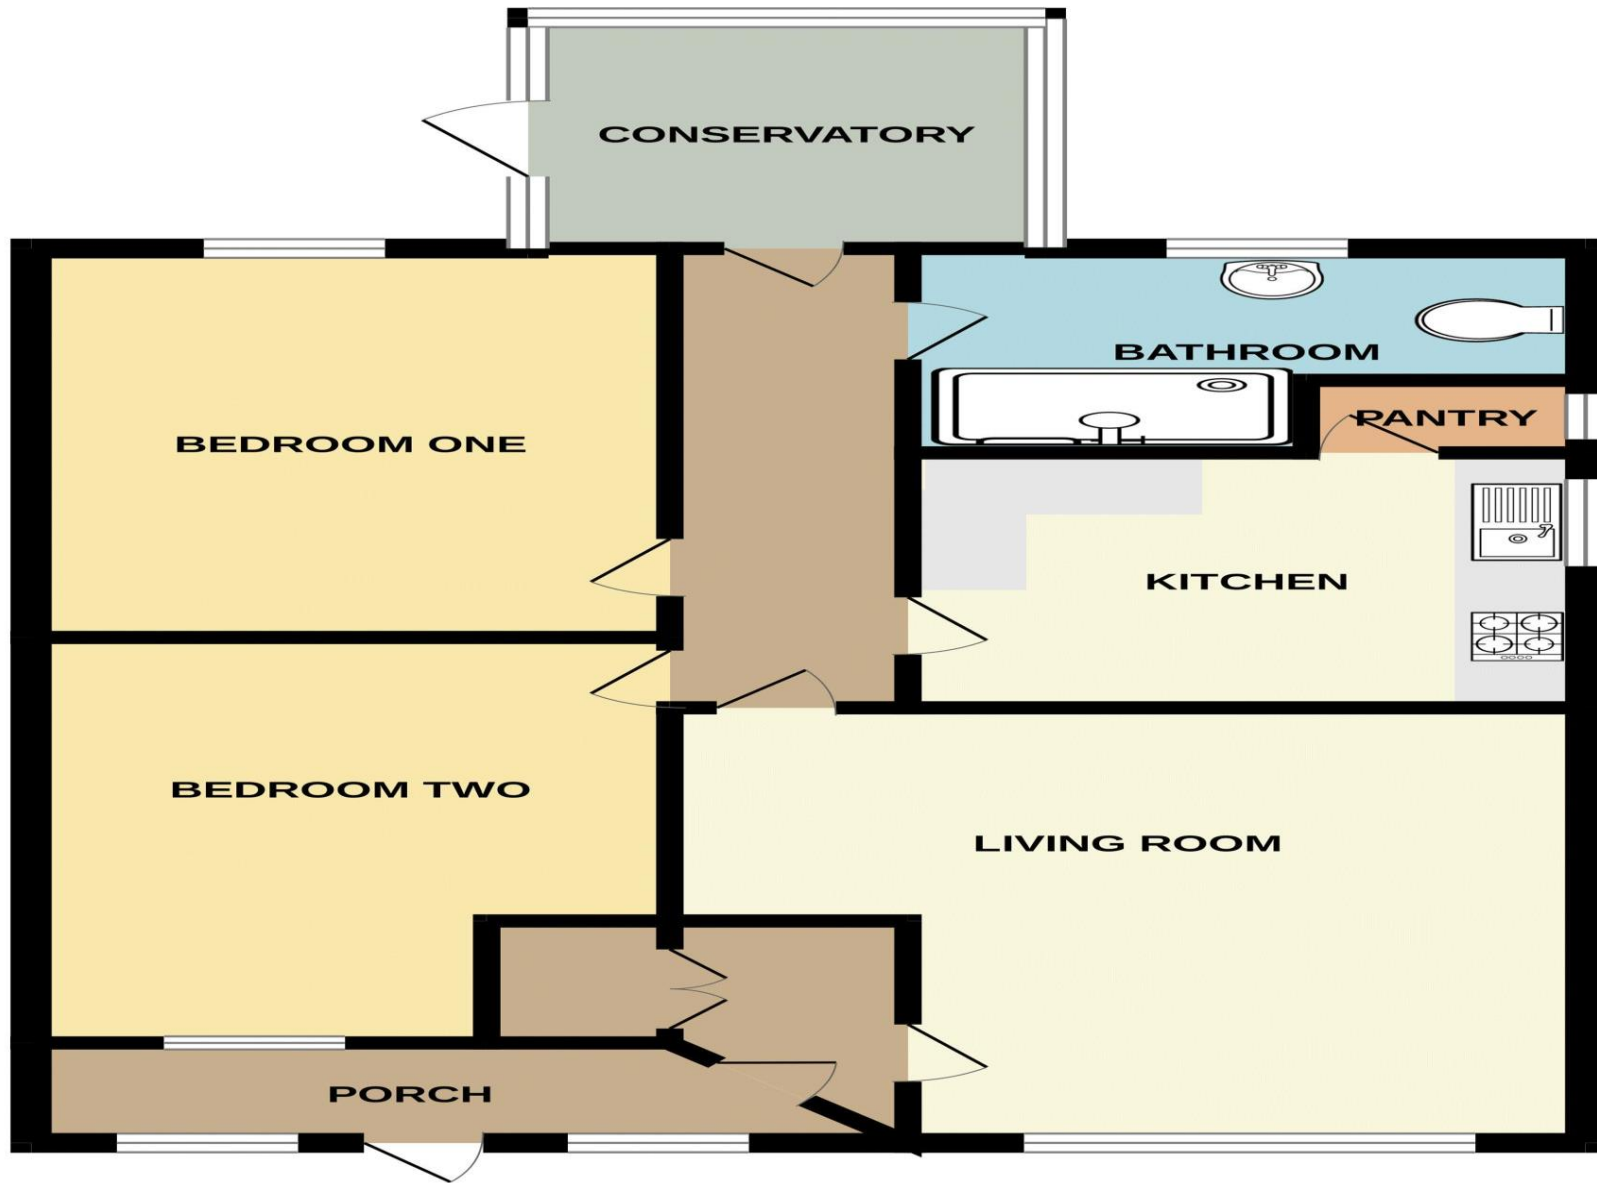 CONSERVATORY
BATHROOM
PANTRY
BEDROOM ONE
KITCHEN
BEDROOM TWO
LIVING ROOM
PORCH